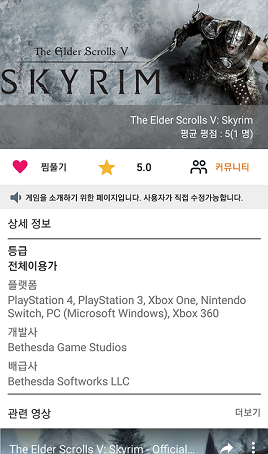 The Elder Scrolls V
SKYRIM
The Elder Scrolls V: Skyrim
평균 평점 : 5(1 명)
찜풀기
5.0
커뮤니티
게임을 소개하기 위한 페이지입니다. 사용자가 직접 수정가능합니다.
상세 정보
등급
전체이용가
플랫폼
PlayStation 4, PlayStation 3, Xbox One, Nintendo
Switch, PC (Microsoft Windows), Xbox 360
개발사
Bethesda Game Studios
배급사
Bethesda Softworks LLC
관련 영상
더보기
The Elder Scrolls V: Skyrim - Official...